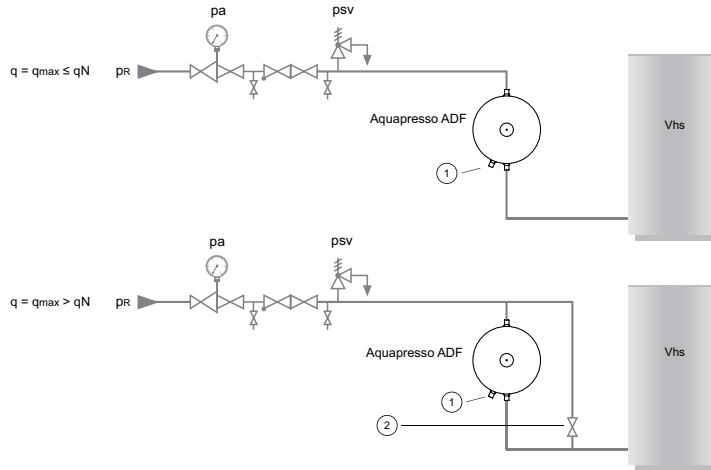 pa
psv
q = qmax ≤ qN
pR
Aquapresso ADF
Vhs
1
pa
psv
q = qmax > qN
pR
Aquapresso ADF
Vhs
1
2